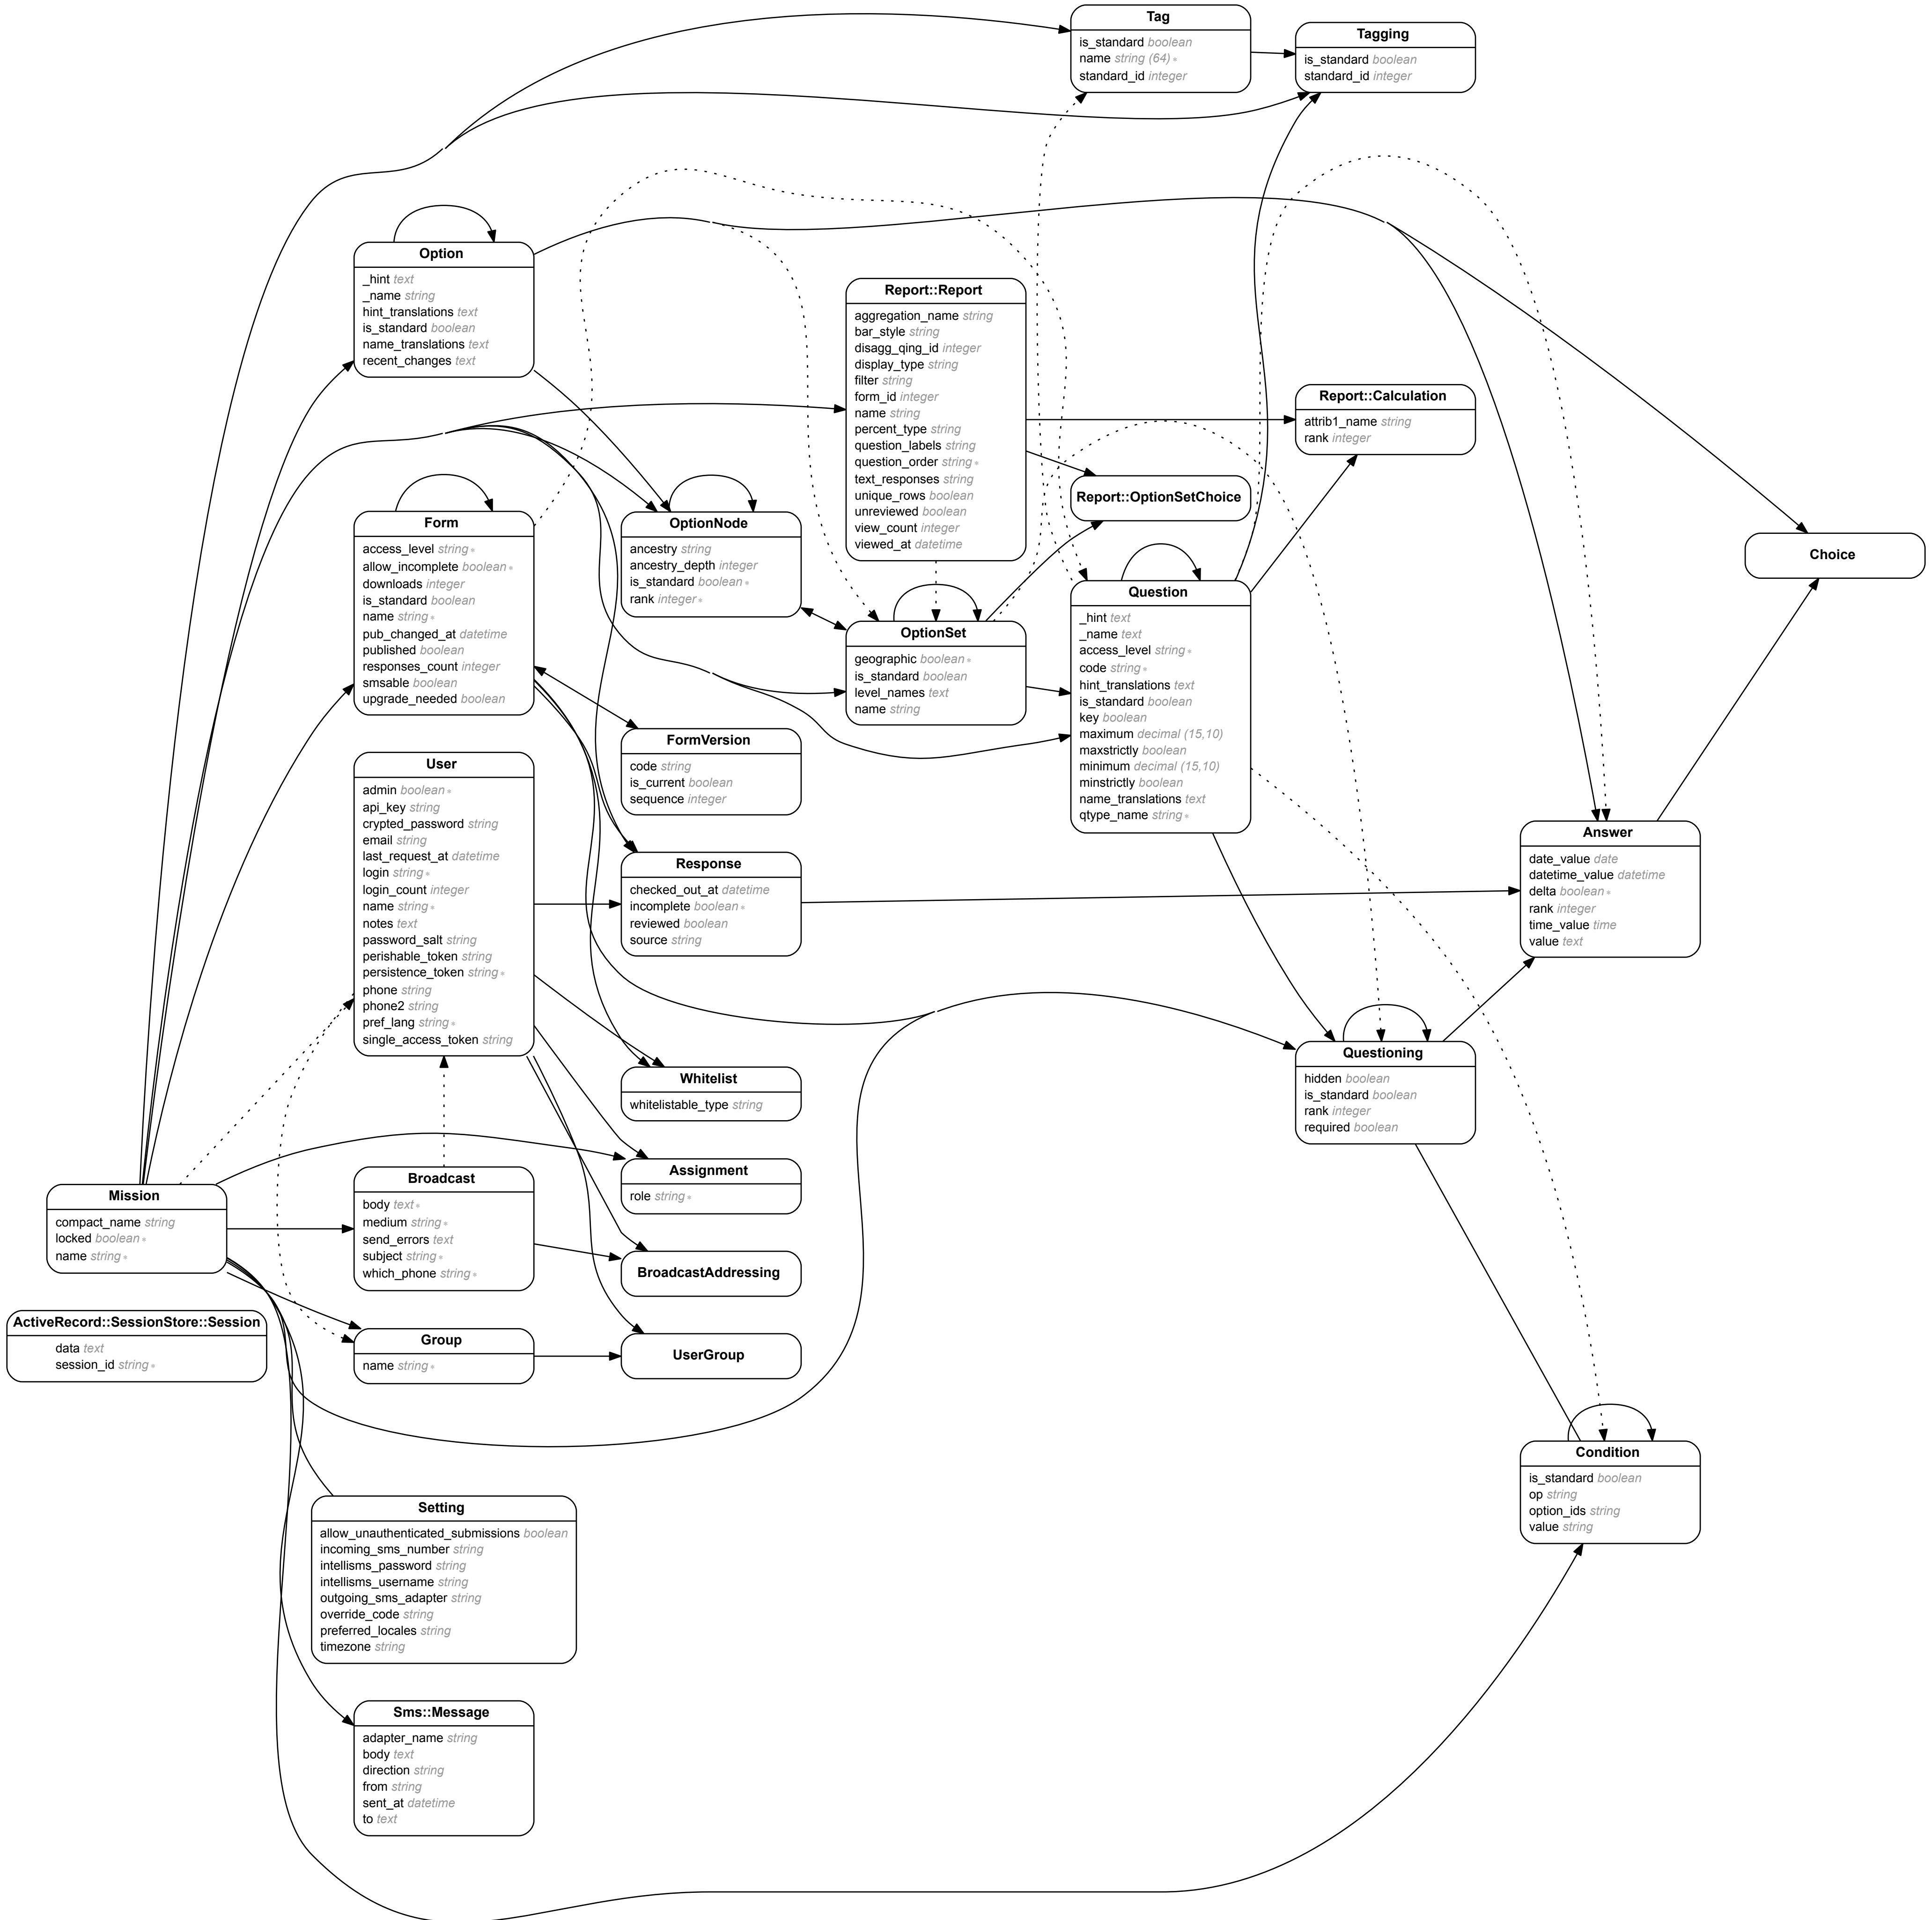 Tag
is_standard boolean
name string (64) *
standard_id integer
Tagging
is_standard boolean
standard_id integer
Option
_hint text
_name string
hint_translations text
is_standard boolean
name_translations text
recent_changes text
Report::Report
aggregation_name string
bar_style string
disagg_qing_id integer
display_type string
filter string
form_id integer
name string
percent_type string
question_labels string
question_order string *
text_responses string
unique_rows boolean
unreviewed boolean
view_count integer
viewed_at datetime
Report::Calculation
attrib1_name string
rank integer
Report::OptionSetChoice
Form
access_level string *
allow_incomplete boolean *
downloads integer
is_standard boolean
name string *
pub_changed_at datetime
published boolean
responses_count integer
smsable boolean
upgrade_needed boolean
OptionNode
ancestry string
ancestry_depth integer
is_standard boolean *
rank integer *
OptionSet
geographic boolean *
is_standard boolean
level_names text
name string
Question
_hint text
_name text
access_level string *
code string *
hint_translations text
is_standard boolean
key boolean
maximum decimal (15,10)
maxstrictly boolean
minimum decimal (15,10)
minstrictly boolean
name_translations text
qtype_name string *
Choice
FormVersion
code string
is_current boolean
sequence integer
User
admin boolean *
api_key string
crypted_password string
email string
last_request_at datetime
login string *
login_count integer
name string *
notes text
password_salt string
perishable_token string
persistence_token string *
phone string
phone2 string
pref_lang string *
single_access_token string
Response
checked_out_at datetime
incomplete boolean *
reviewed boolean
source string
Answer
date_value date
datetime_value datetime
delta boolean *
rank integer
time_value time
value text
Whitelist
whitelistable_type string
Questioning
hidden boolean
is_standard boolean
rank integer
required boolean
Assignment
role string *
Mission
compact_name string
locked boolean *
name string *
Broadcast
body text *
medium string *
send_errors text
subject string *
which_phone string *
BroadcastAddressing
ActiveRecord::SessionStore::Session
data text
session_id string *
Group
name string *
UserGroup
Condition
is_standard boolean
op string
option_ids string
value string
Setting
allow_unauthenticated_submissions boolean
incoming_sms_number string
intellisms_password string
intellisms_username string
outgoing_sms_adapter string
override_code string
preferred_locales string
timezone string
Sms::Message
adapter_name string
body text
direction string
from string
sent_at datetime
to text